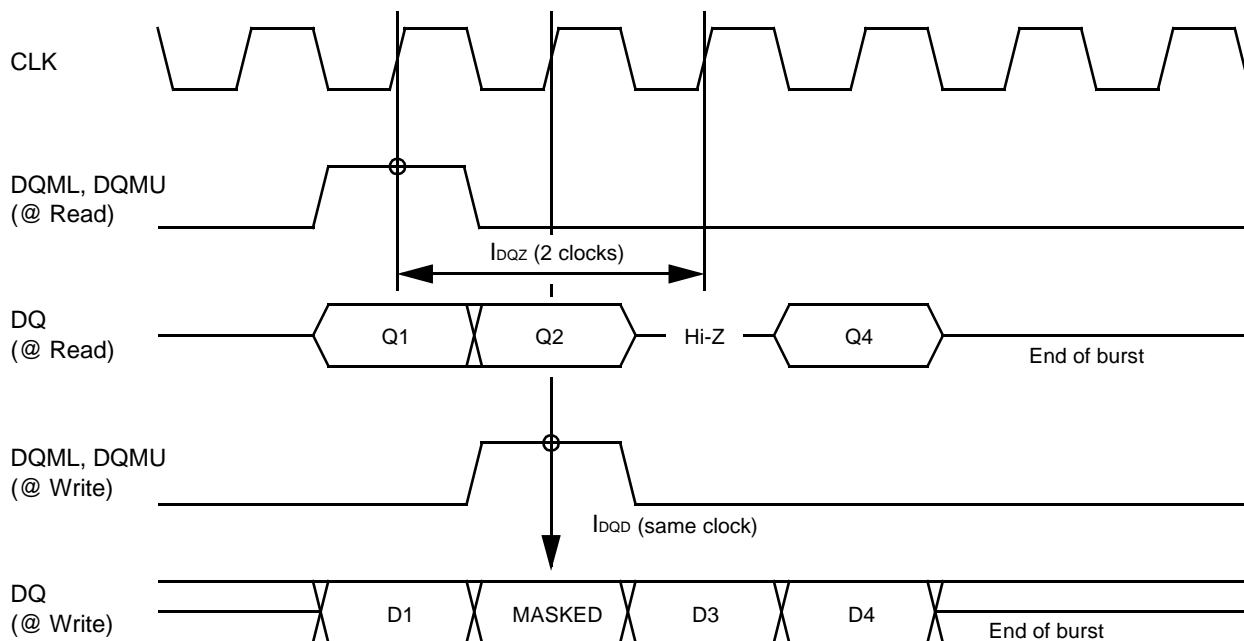 CLK
DQML, DQMU
(@ Read)
IDQZ (2 clocks)
DQ
(@ Read)
Q1
Q2
Hi-Z
Q4
End of burst
DQML, DQMU
(@ Write)
IDQD (same clock)
DQ
(@ Write)
D1
MASKED
D3
D4
End of burst